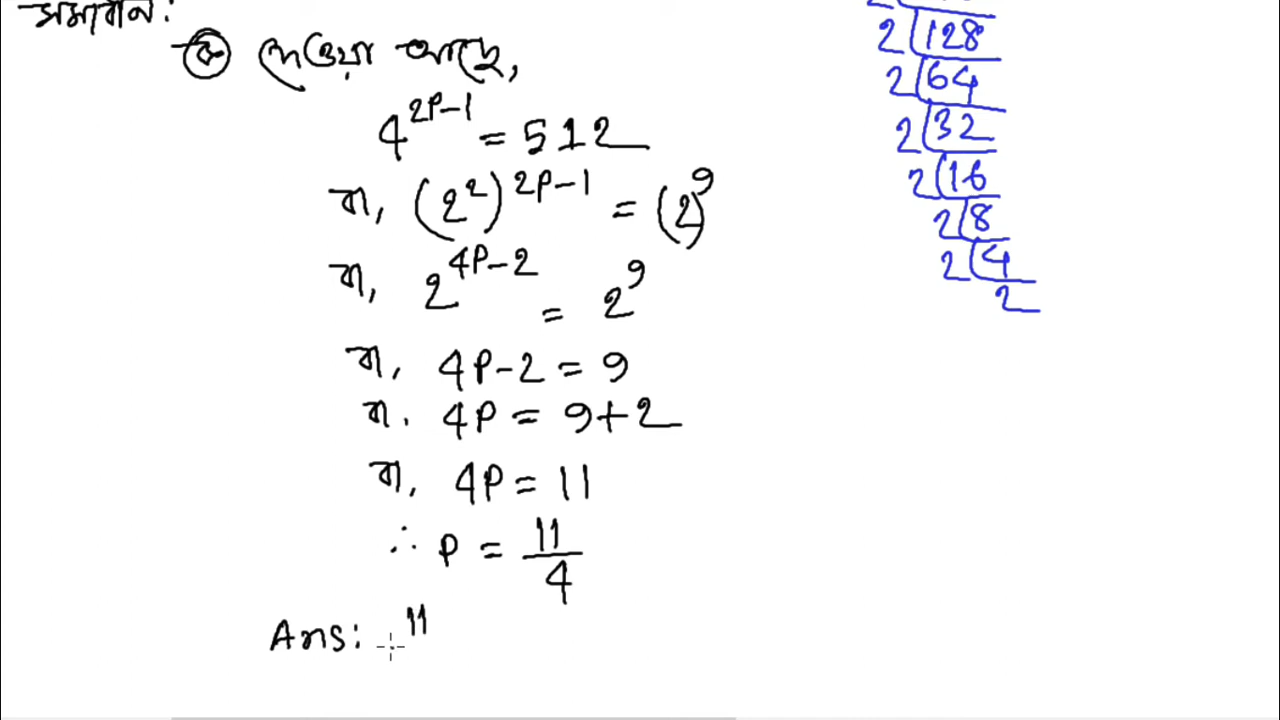 সমাধান:
ক দেওয়া আছে,
4^{2P-1} = 512
বা, (2^2)^{2P-1} = (2)^9
বা, 2^{4P-2} = 2^9
বা, 4P-2 = 9
বা, 4P = 9+2
বা, 4P = 11
∴ P = 11/4
Ans: 11
2 128
2 64
2 32
2 16
2 8
2 4
2